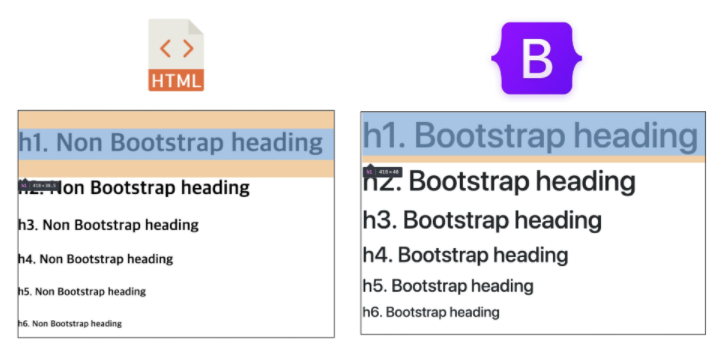 HTML
B
h1. Non Bootstrap heading
h2. Non Bootstrap heading
h3. Non Bootstrap heading
h4. Non Bootstrap heading
h5. Non Bootstrap heading
h6. Non Bootstrap heading
h1. Bootstrap heading
h2. Bootstrap heading
h3. Bootstrap heading
h4. Bootstrap heading
h5. Bootstrap heading
h6. Bootstrap heading